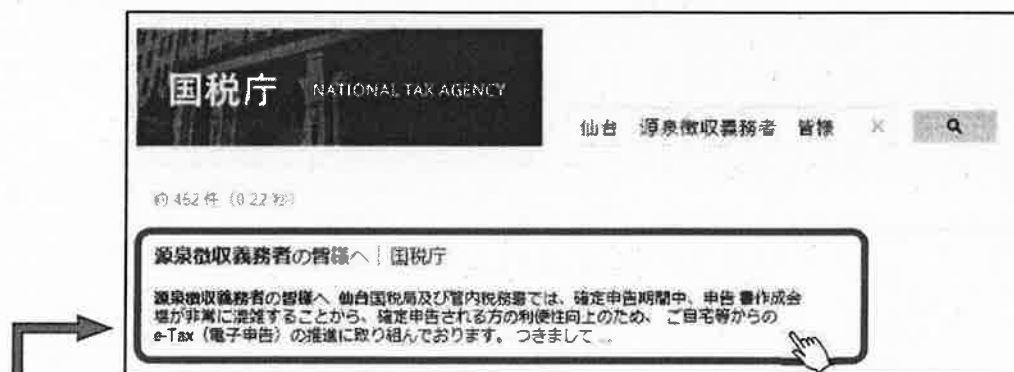 国税庁 NATIONAL TAX AGENCY
仙台 源泉徴収義務者 皆様 ×
約 452 件 (0.22 秒)
源泉徴収義務者の皆様へ | 国税庁
源泉徴収義務者の皆様へ 仙台国税局及び管内税務署では、確定申告期間中、申告 書作成会
場が非常に混雑することから、確定申告される方の利便性向上のため、 ご自宅等からの
e-Tax（電子申告）の推進に取り組んでおります。 つきまして ...